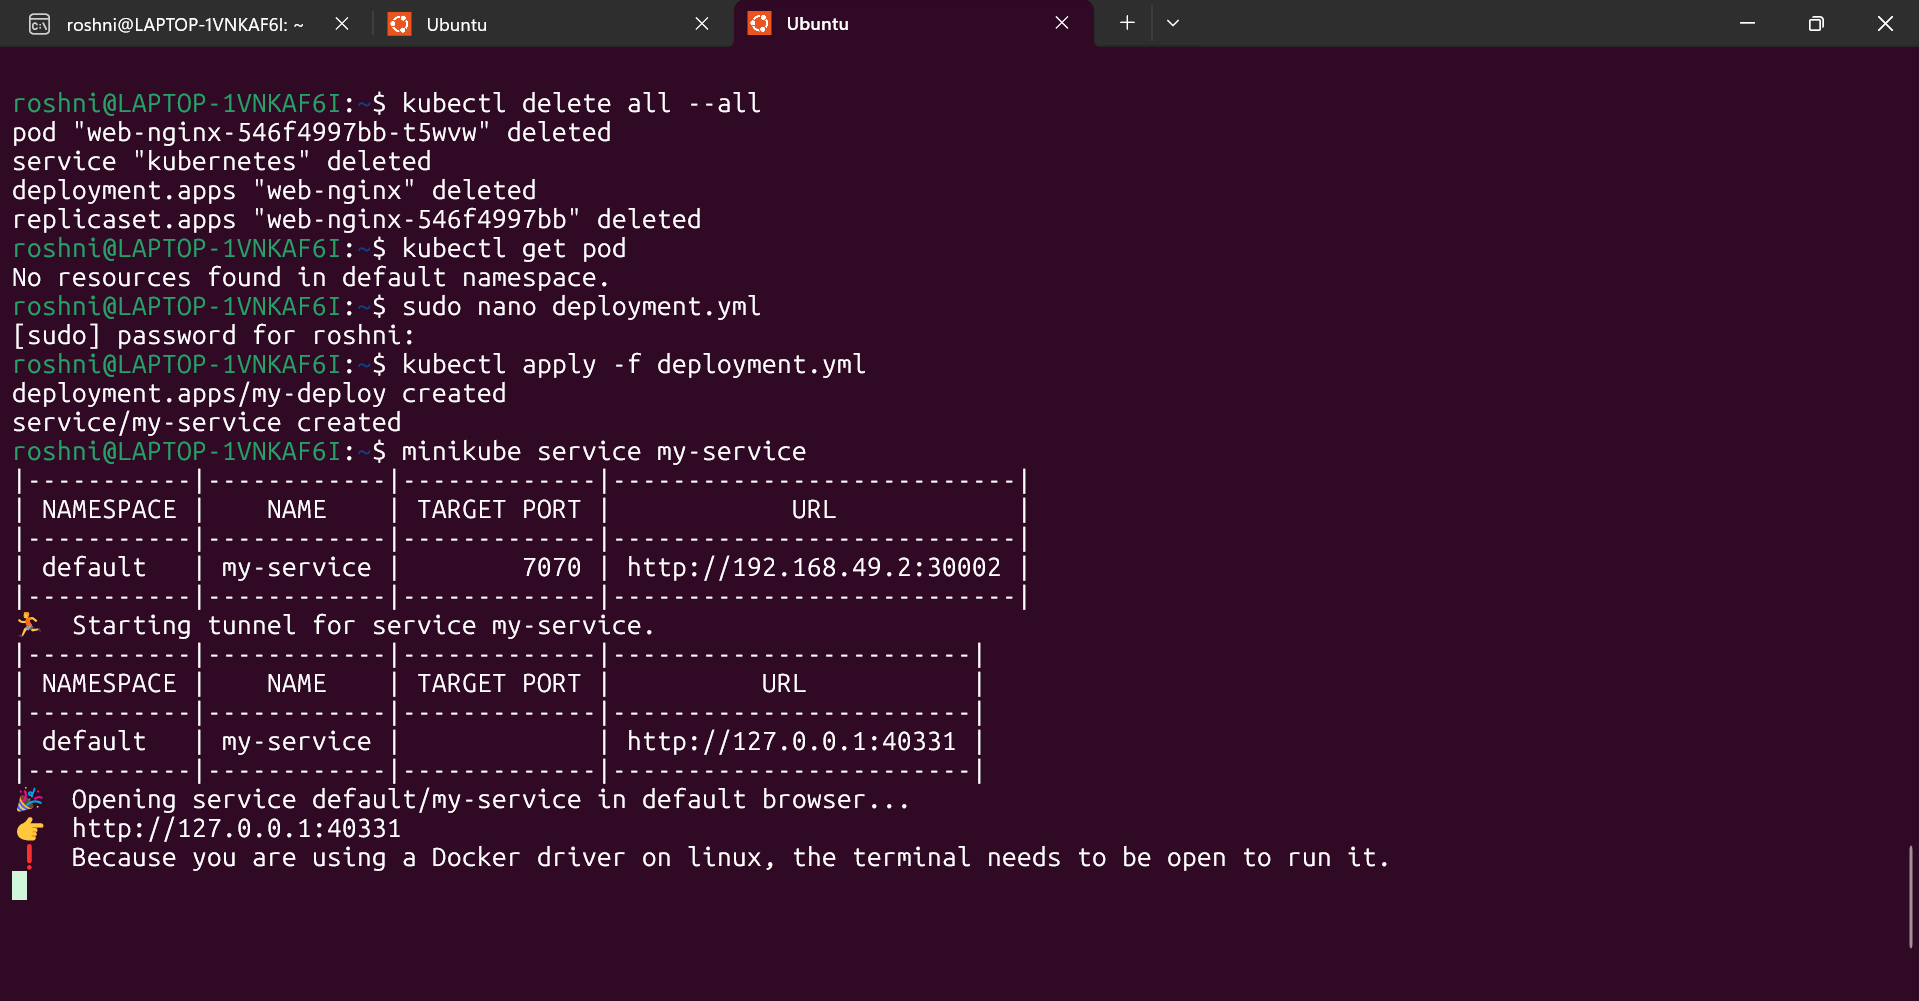 roshni@LAPTOP-1VNKAF6I: ~ Ubuntu Ubuntu
roshni@LAPTOP-1VNKAF6I:~$ kubectl delete all --all
pod "web-nginx-546f4997bb-t5wvw" deleted
service "kubernetes" deleted
deployment.apps "web-nginx" deleted
replicaset.apps "web-nginx-546f4997bb" deleted
roshni@LAPTOP-1VNKAF6I:~$ kubectl get pod
No resources found in default namespace.
roshni@LAPTOP-1VNKAF6I:~$ sudo nano deployment.yml
[sudo] password for roshni:
roshni@LAPTOP-1VNKAF6I:~$ kubectl apply -f deployment.yml
deployment.apps/my-deploy created
service/my-service created
roshni@LAPTOP-1VNKAF6I:~$ minikube service my-service
|-----------|------------|-------------|---------------------------|
| NAMESPACE |    NAME    | TARGET PORT |            URL            |
|-----------|------------|-------------|---------------------------|
| default   | my-service |        7070 | http://192.168.49.2:30002 |
|-----------|------------|-------------|---------------------------|
🏃  Starting tunnel for service my-service.
|-----------|------------|-------------|------------------------|
| NAMESPACE |    NAME    | TARGET PORT |          URL           |
|-----------|------------|-------------|------------------------|
| default   | my-service |             | http://127.0.0.1:40331 |
|-----------|------------|-------------|------------------------|
🎉  Opening service default/my-service in default browser...
👉  http://127.0.0.1:40331
❗  Because you are using a Docker driver on linux, the terminal needs to be open to run it.